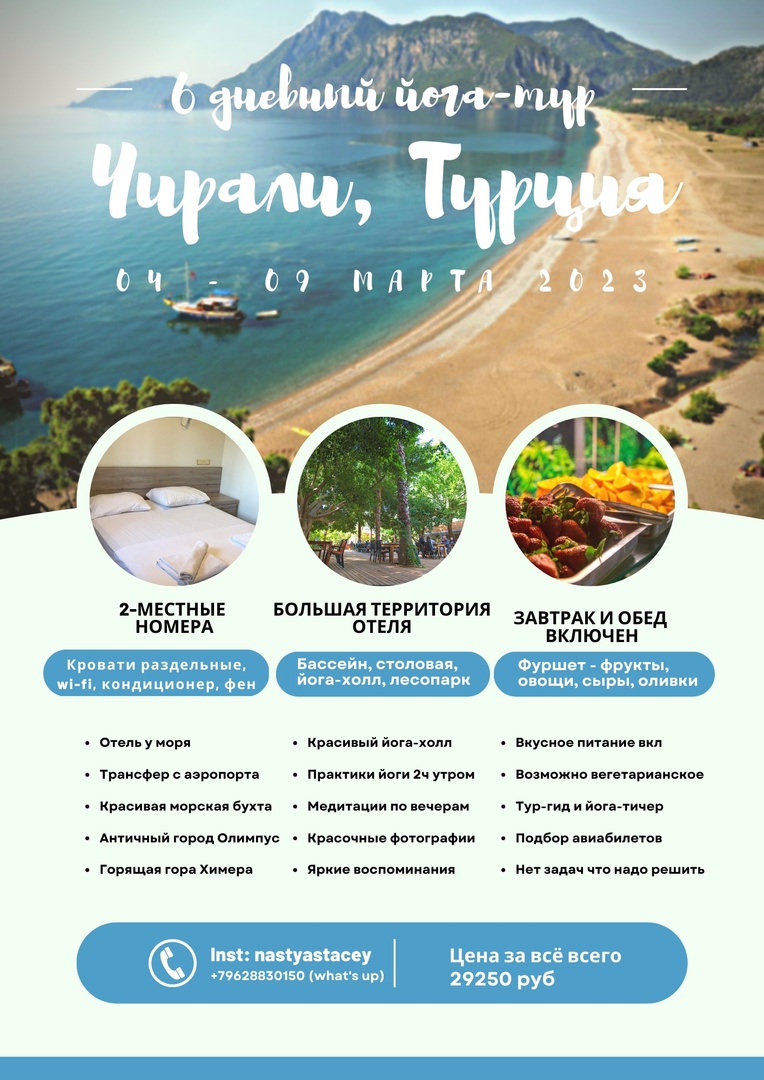 6 дневный йога-тур
Чирали, Турция
04 - 09 МАРТА 2023
2-МЕСТНЫЕ
НОМЕРА
Кровати раздельные,
wi-fi, кондиционер, фен
БОЛЬШАЯ ТЕРРИТОРИЯ
ОТЕЛЯ
Бассейн, столовая,
йога-холл, лесопарк
ЗАВТРАК И ОБЕД
ВКЛЮЧЕН
Фуршет - фрукты,
овощи, сыры, оливки
• Отель у моря
• Трансфер с аэропорта
• Красивая морская бухта
• Античный город Олимпус
• Горящая гора Химера
• Красивый йога-холл
• Практики йоги 2ч утром
• Медитации по вечерам
• Красочные фотографии
• Яркие воспоминания
• Вкусное питание вкл
• Возможно вегетарианское
• Тур-гид и йога-тичер
• Подбор авиабилетов
• Нет задач что надо решить
Inst: nastyastacey
+79628830150 (what's up)
Цена за всё всего
29250 руб